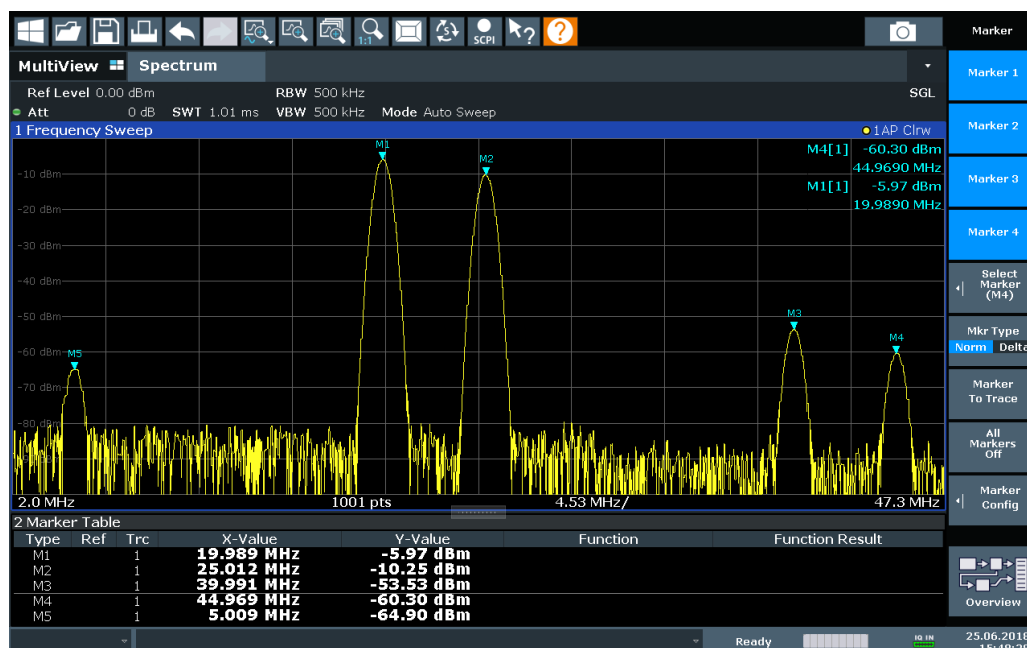 1:1
SCPI
?
?
Marker
MultiView
Spectrum
Ref Level 0.00 dBm RBW 500 kHz SGL
Att 0 dB SWT 1.01 ms VBW 500 kHz Mode Auto Sweep
1 Frequency Sweep 1AP Clrw
M4[1] -60.30 dBm
44.9690 MHz
M1[1] -5.97 dBm
19.9890 MHz
M1
M2
M3
M4
M5
-10 dBm
-20 dBm
-30 dBm
-40 dBm
-50 dBm
-60 dBm
-70 dBm
-80 dBm
2.0 MHz 1001 pts 4.53 MHz/ 47.3 MHz
2 Marker Table
Type Ref Trc X-Value Y-Value Function Function Result
M1 1 19.989 MHz -5.97 dBm
M2 1 25.012 MHz -10.25 dBm
M3 1 39.991 MHz -53.53 dBm
M4 1 44.969 MHz -60.30 dBm
M5 1 5.009 MHz -64.90 dBm
Marker 1
Marker 2
Marker 3
Marker 4
Select
Marker
(M4)
Mkr Type
Norm Delta
Marker
To Trace
All
Markers
Off
Marker
Config
Overview
Ready
IQ IN
25.06.2018